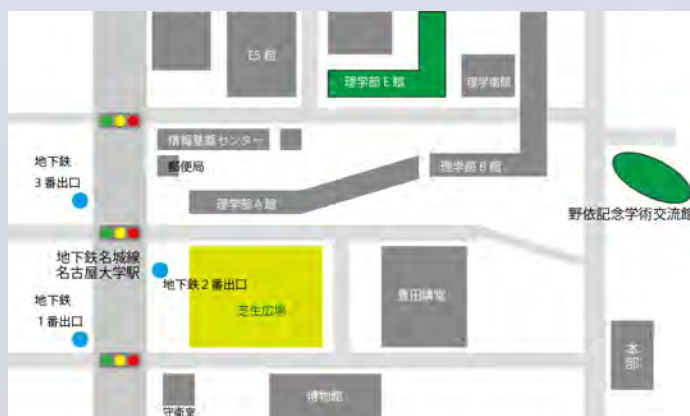 ES館
理学部E館
理学南館
情報基盤センター
地下鉄
3番出口
郵便局
理学部B館
理学部A館
野依記念学術交流館
地下鉄名城線
名古屋大学駅
地下鉄2番出口
地下鉄
1番出口
芝生広場
豊田講堂
本部
守衛室
博物館